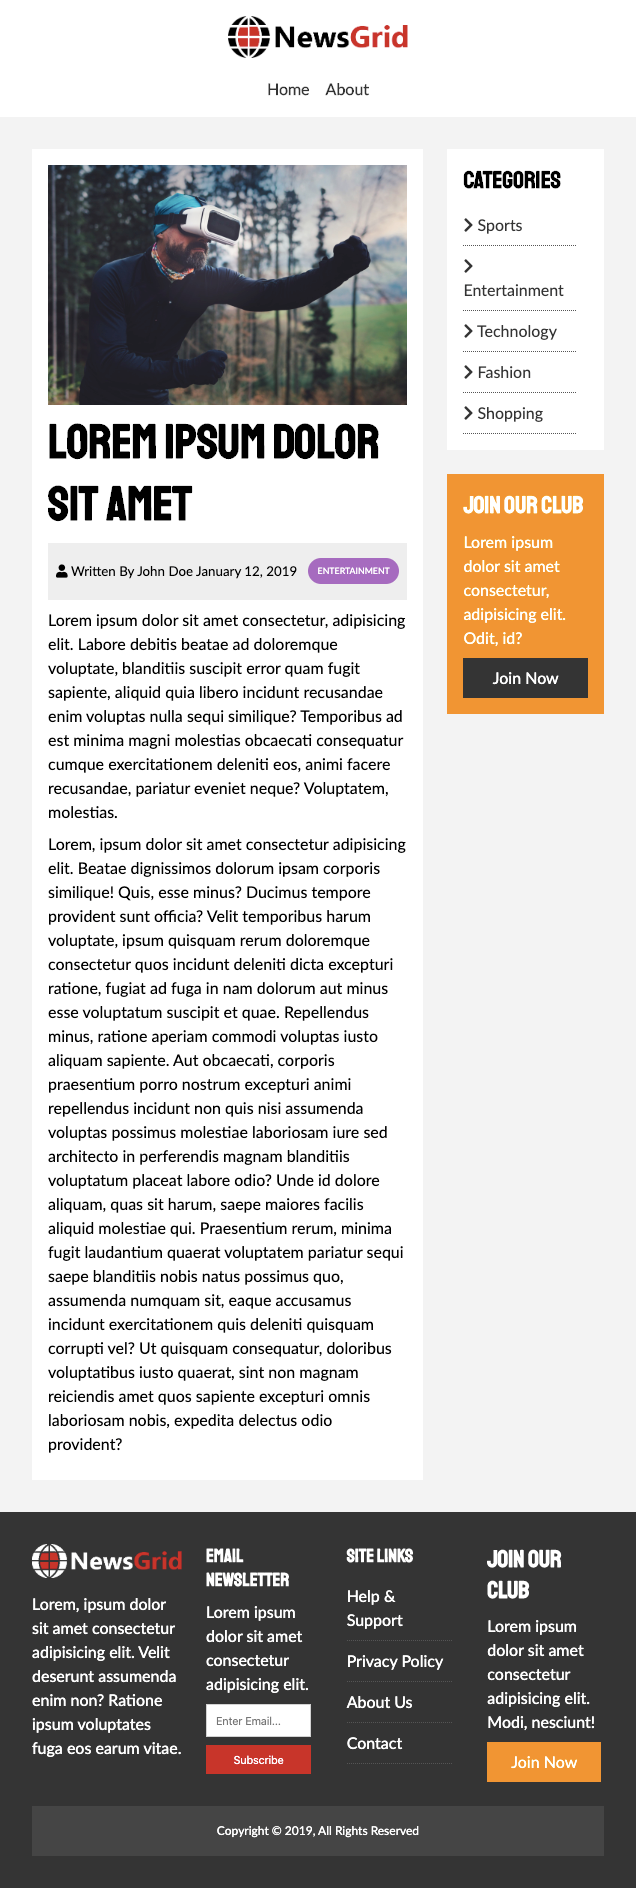 NewsGrid
Home About
LOREM IPSUM DOLOR
SIT AMET
Written By John Doe January 12, 2019 ENTERTAINMENT
Lorem ipsum dolor sit amet consectetur, adipisicing
elit. Labore debitis beatae ad doloremque
voluptate, blanditiis suscipit error quam fugit
sapiente, aliquid quia libero incidunt recusandae
enim voluptas nulla sequi similique? Temporibus ad
est minima magni molestias obcaecati consequatur
cumque exercitationem deleniti eos, animi facere
recusandae, pariatur eveniet neque? Voluptatem,
molestias.
Lorem, ipsum dolor sit amet consectetur adipisicing
elit. Beatae dignissimos dolorum ipsam corporis
similique! Quis, esse minus? Ducimus tempore
provident sunt officia? Velit temporibus harum
voluptate, ipsum quisquam rerum doloremque
consectetur quos incidunt deleniti dicta excepturi
ratione, fugiat ad fuga in nam dolorum aut minus
esse voluptatum suscipit et quae. Repellendus
minus, ratione aperiam commodi voluptas iusto
aliquam sapiente. Aut obcaecati, corporis
praesentium porro nostrum excepturi animi
repellendus incidunt non quis nisi assumenda
voluptas possimus molestiae laboriosam iure sed
architecto in perferendis magnam blanditiis
voluptatum placeat labore odio? Unde id dolore
aliquam, quas sit harum, saepe maiores facilis
aliquid molestiae qui. Praesentium rerum, minima
fugit laudantium quaerat voluptatem pariatur sequi
saepe blanditiis nobis natus possimus quo,
assumenda numquam sit, eaque accusamus
incidunt exercitationem quis deleniti quisquam
corrupti vel? Ut quisquam consequatur, doloribus
voluptatibus iusto quaerat, sint non magnam
reiciendis amet quos sapiente excepturi omnis
laboriosam nobis, expedita delectus odio
provident?
CATEGORIES
Sports
Entertainment
Technology
Fashion
Shopping
JOIN OUR CLUB
Lorem ipsum
dolor sit amet
consectetur,
adipisicing elit.
Odit, id?
Join Now
NewsGrid
Lorem, ipsum dolor
sit amet consectetur
adipisicing elit. Velit
deserunt assumenda
enim non? Ratione
ipsum voluptates
fuga eos earum vitae.
EMAIL
NEWSLETTER
Lorem ipsum
dolor sit amet
consectetur
adipisicing elit.
Enter Email...
Subscribe
SITE LINKS
Help &
Support
Privacy Policy
About Us
Contact
JOIN OUR
CLUB
Lorem ipsum
dolor sit amet
consectetur
adipisicing elit.
Modi, nesciunt!
Join Now
Copyright © 2019, All Rights Reserved